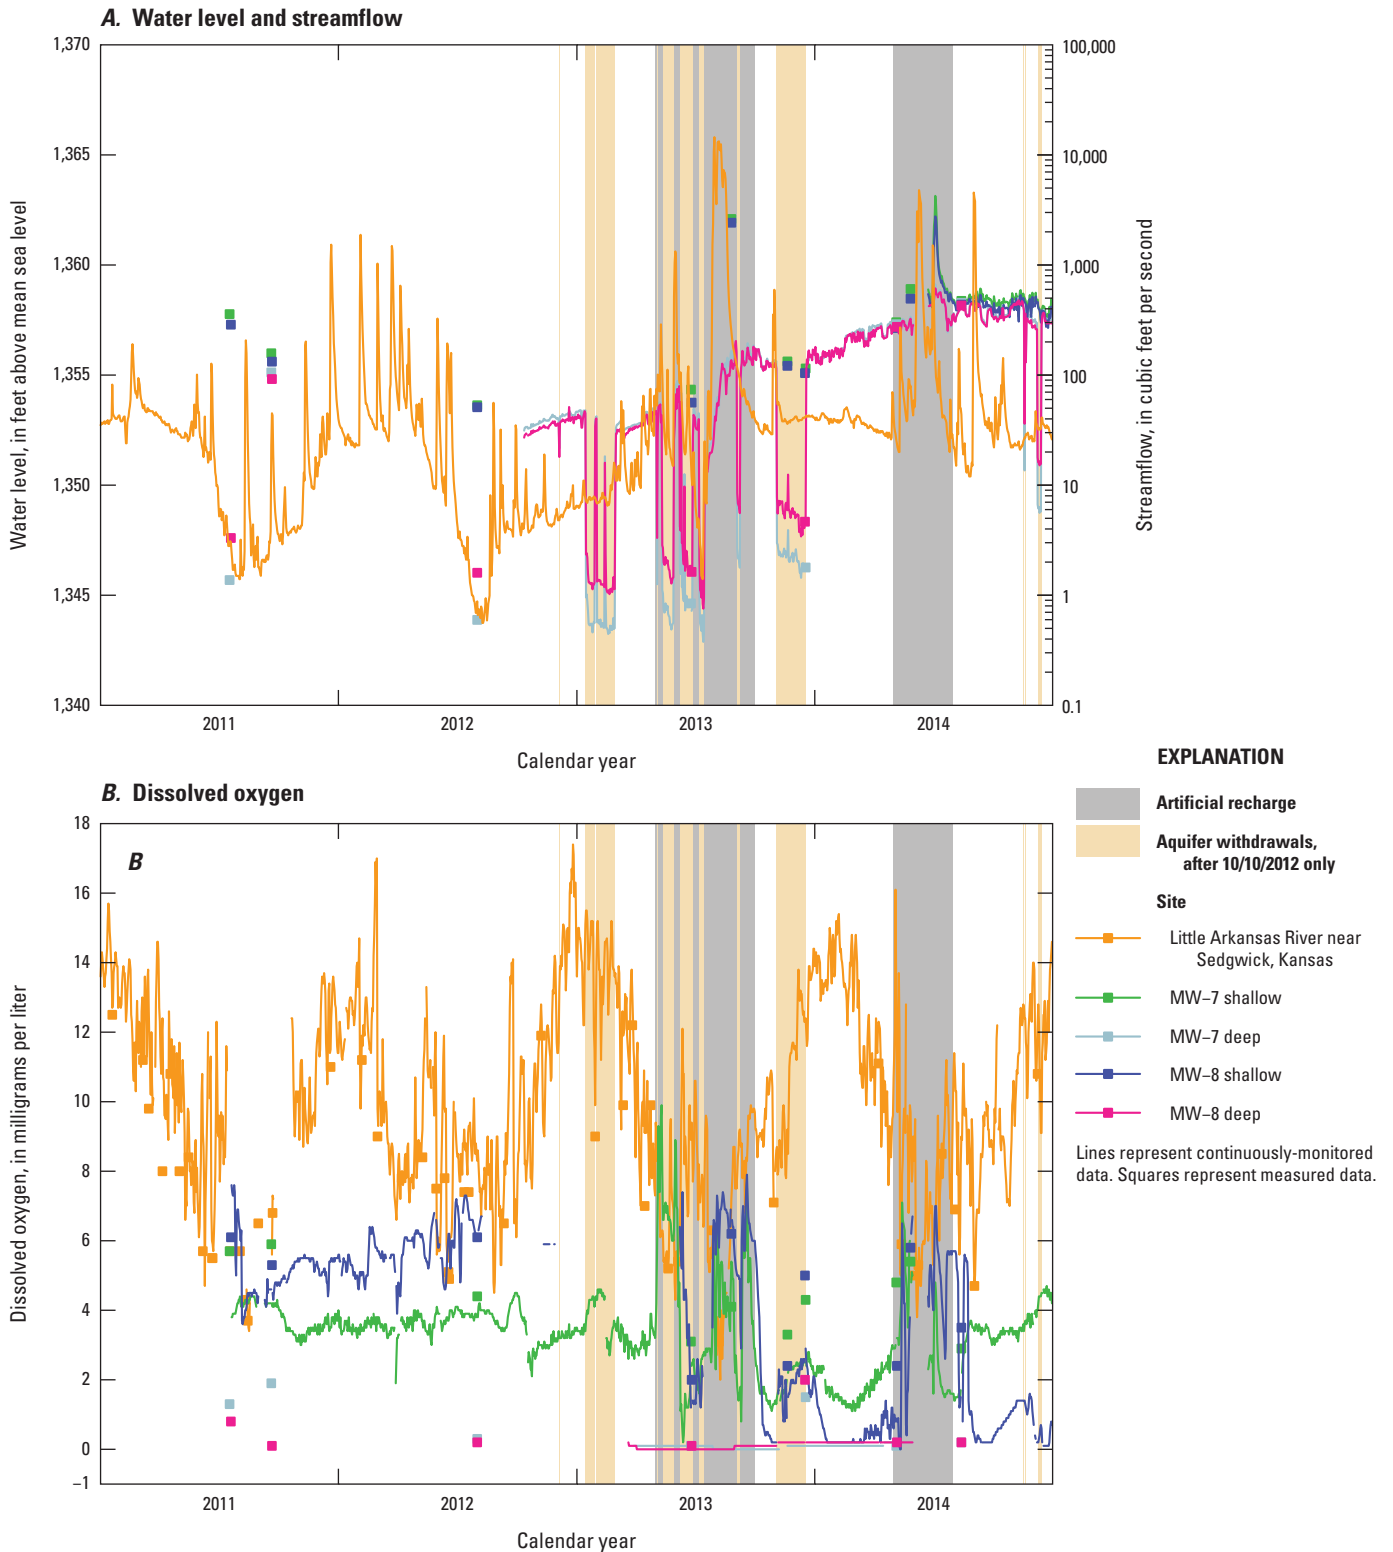 A. Water level and streamflow
1,370
1,365
1,360
1,355
1,350
1,345
1,340
Water level, in feet above mean sea level
100,000
10,000
1,000
100
10
1
0.1
Streamflow, in cubic feet per second
2011
2012
2013
2014
Calendar year
B. Dissolved oxygen
B
18
16
14
12
10
8
6
4
2
0
–1
Dissolved oxygen, in milligrams per liter
2011
2012
2013
2014
Calendar year
EXPLANATION
Artificial recharge
Aquifer withdrawals,
after 10/10/2012 only
Site
Little Arkansas River near
Sedgwick, Kansas
MW–7 shallow
MW–7 deep
MW–8 shallow
MW–8 deep
Lines represent continuously-monitored
data. Squares represent measured data.